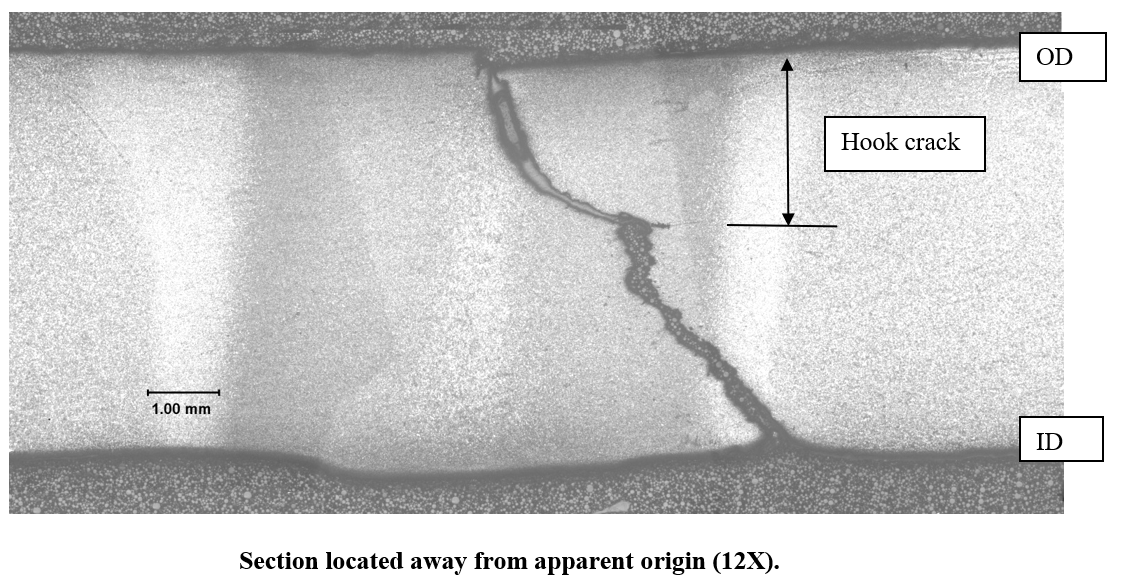 OD
Hook crack
1.00 mm
ID
Section located away from apparent origin (12X).